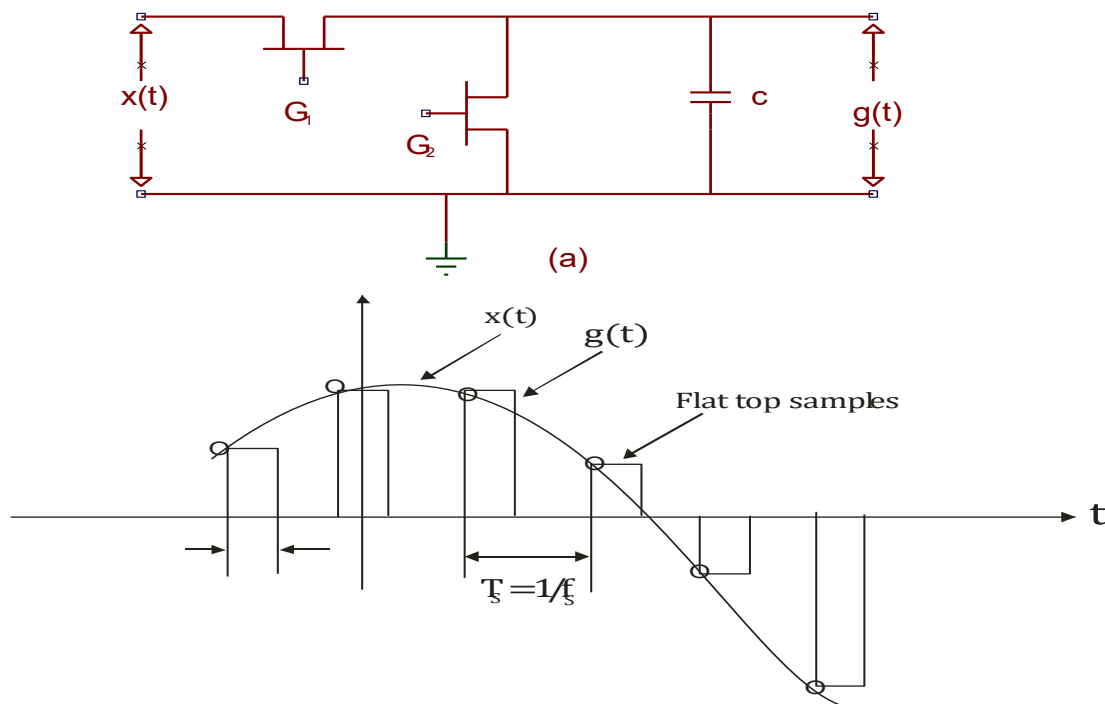 x(t)
G₁
G₂
c
g(t)
(a)
x(t)
g(t)
Flat top samples
t
Tₛ=1/fₛ